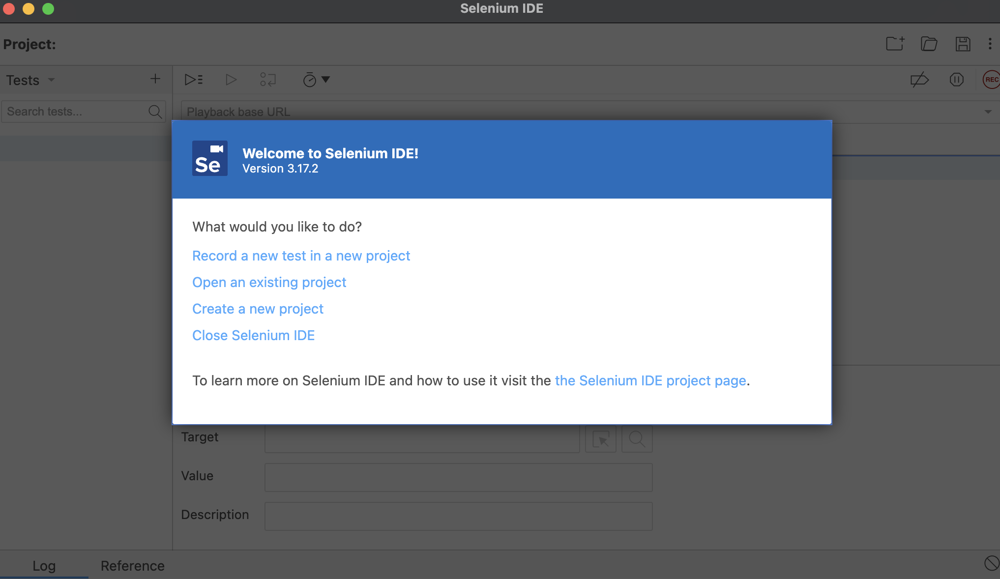 Selenium IDE
Project:
Tests
REC
Search tests...
Playback base URL
Se
Welcome to Selenium IDE!
Version 3.17.2
What would you like to do?
Record a new test in a new project
Open an existing project
Create a new project
Close Selenium IDE
To learn more on Selenium IDE and how to use it visit the the Selenium IDE project page.
Target
Value
Description
Log Reference